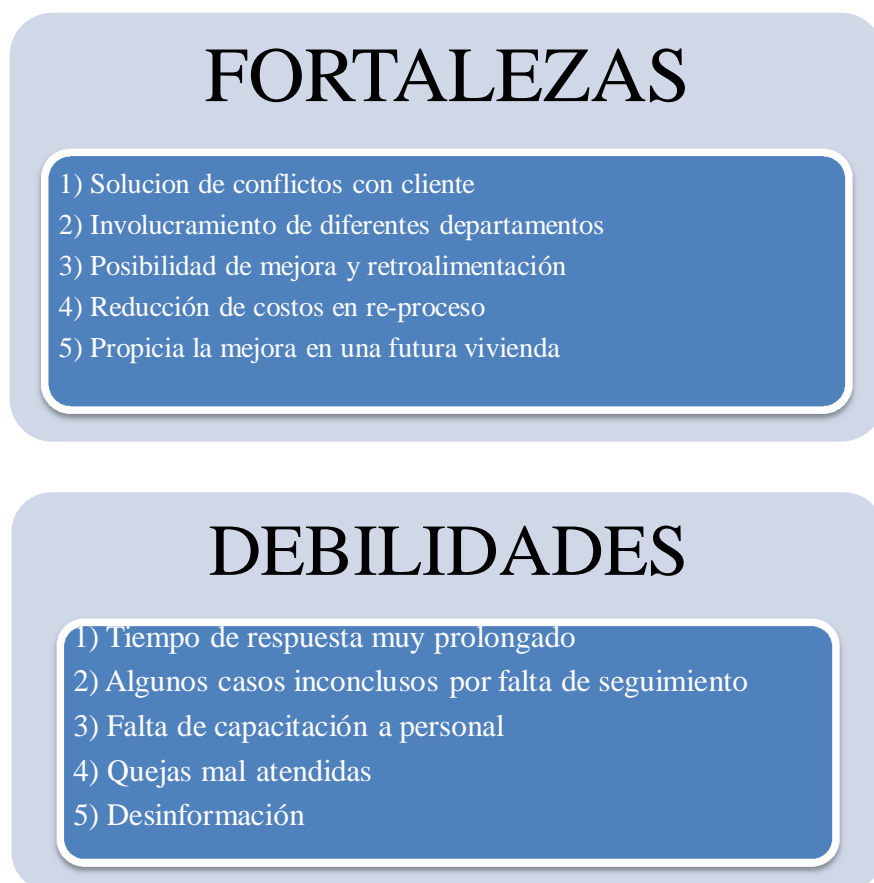 FORTALEZAS
1) Solucion de conflictos con cliente
2) Involucramiento de diferentes departamentos
3) Posibilidad de mejora y retroalimentación
4) Reducción de costos en re-proceso
5) Propicia la mejora en una futura vivienda
DEBILIDADES
1) Tiempo de respuesta muy prolongado
2) Algunos casos inconclusos por falta de seguimiento
3) Falta de capacitación a personal
4) Quejas mal atendidas
5) Desinformación